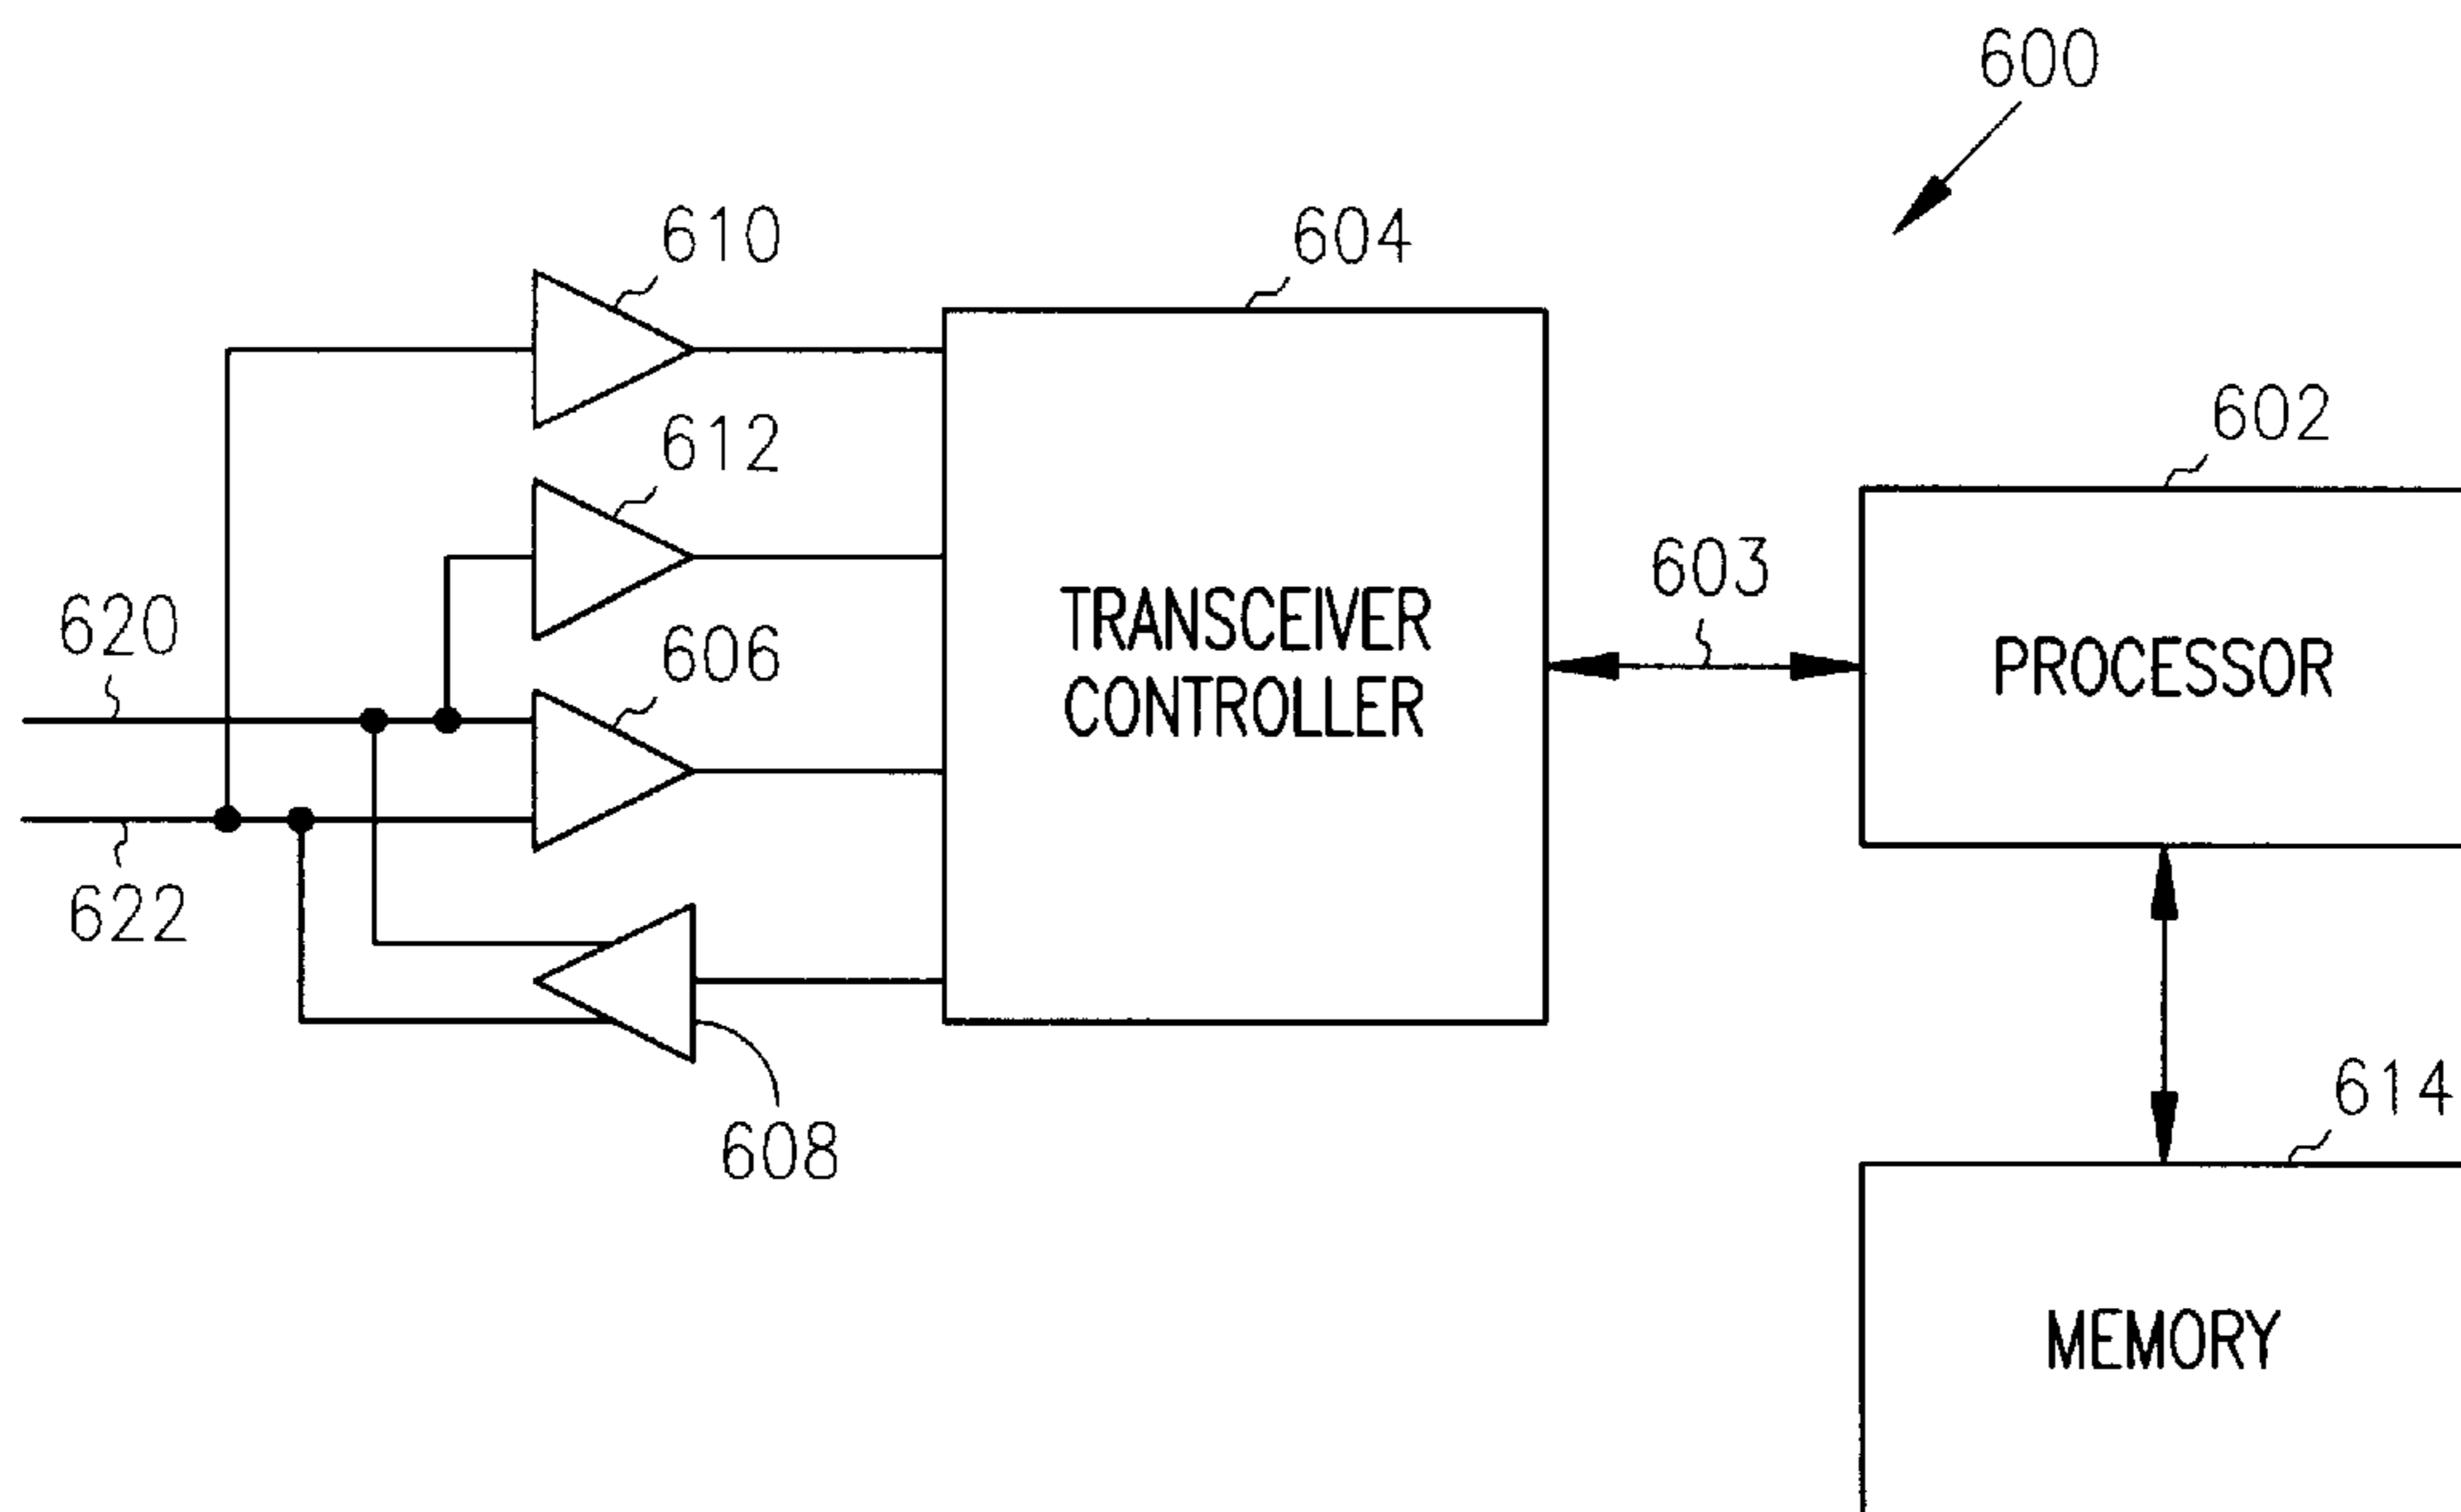 600
610
604
612
602
603
620
606
TRANSCEIVER
CONTROLLER
PROCESSOR
622
614
608
MEMORY